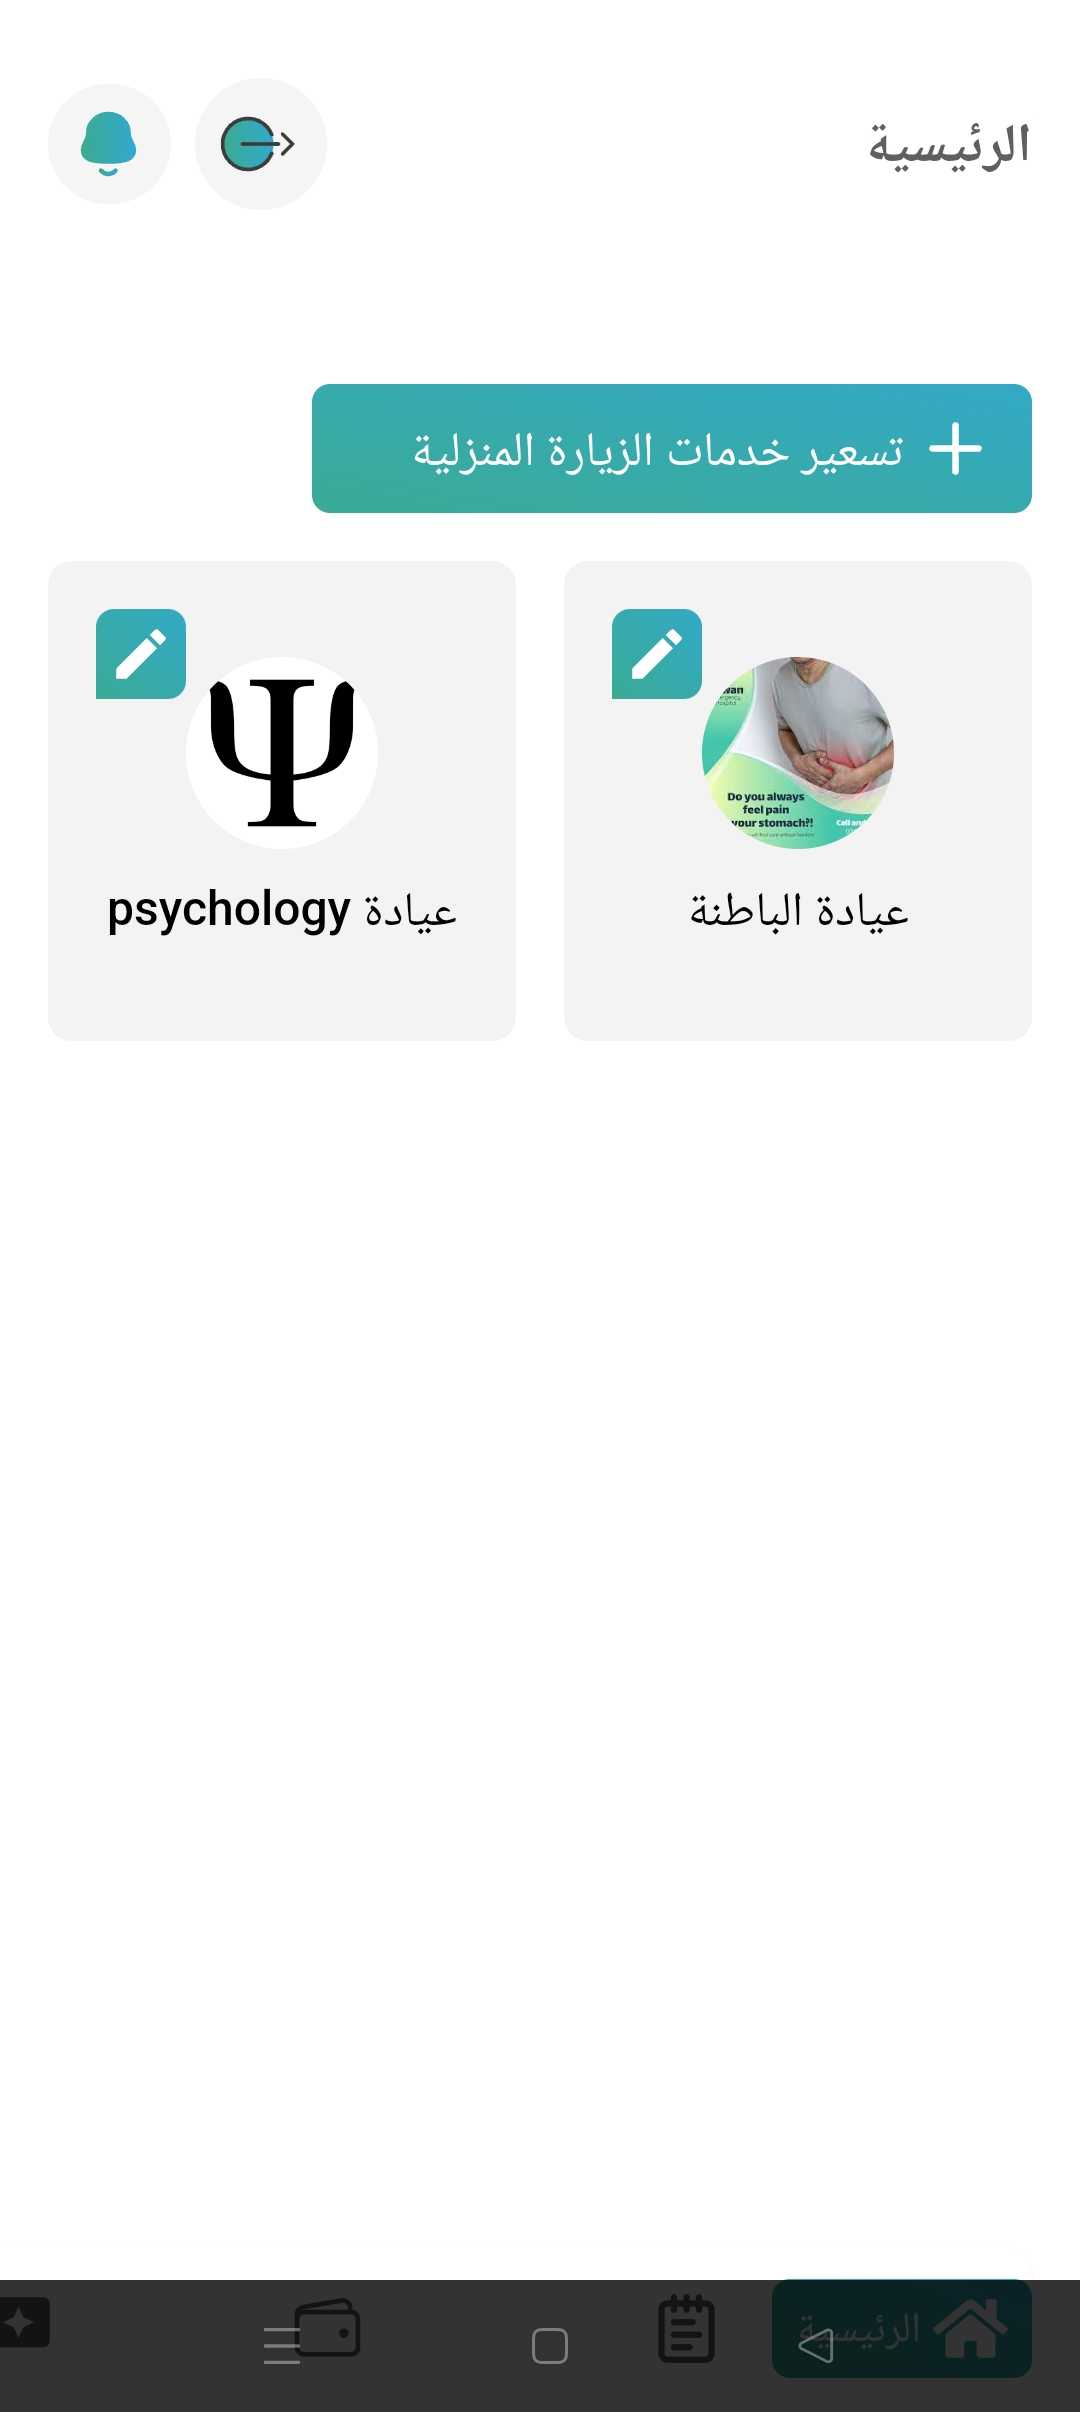 الرئيسية
تسعير خدمات الزيارة المنزلية
Do you always
feel pain
your stomach?!
عيادة الباطنة
عيادة psychology
الرئيسية